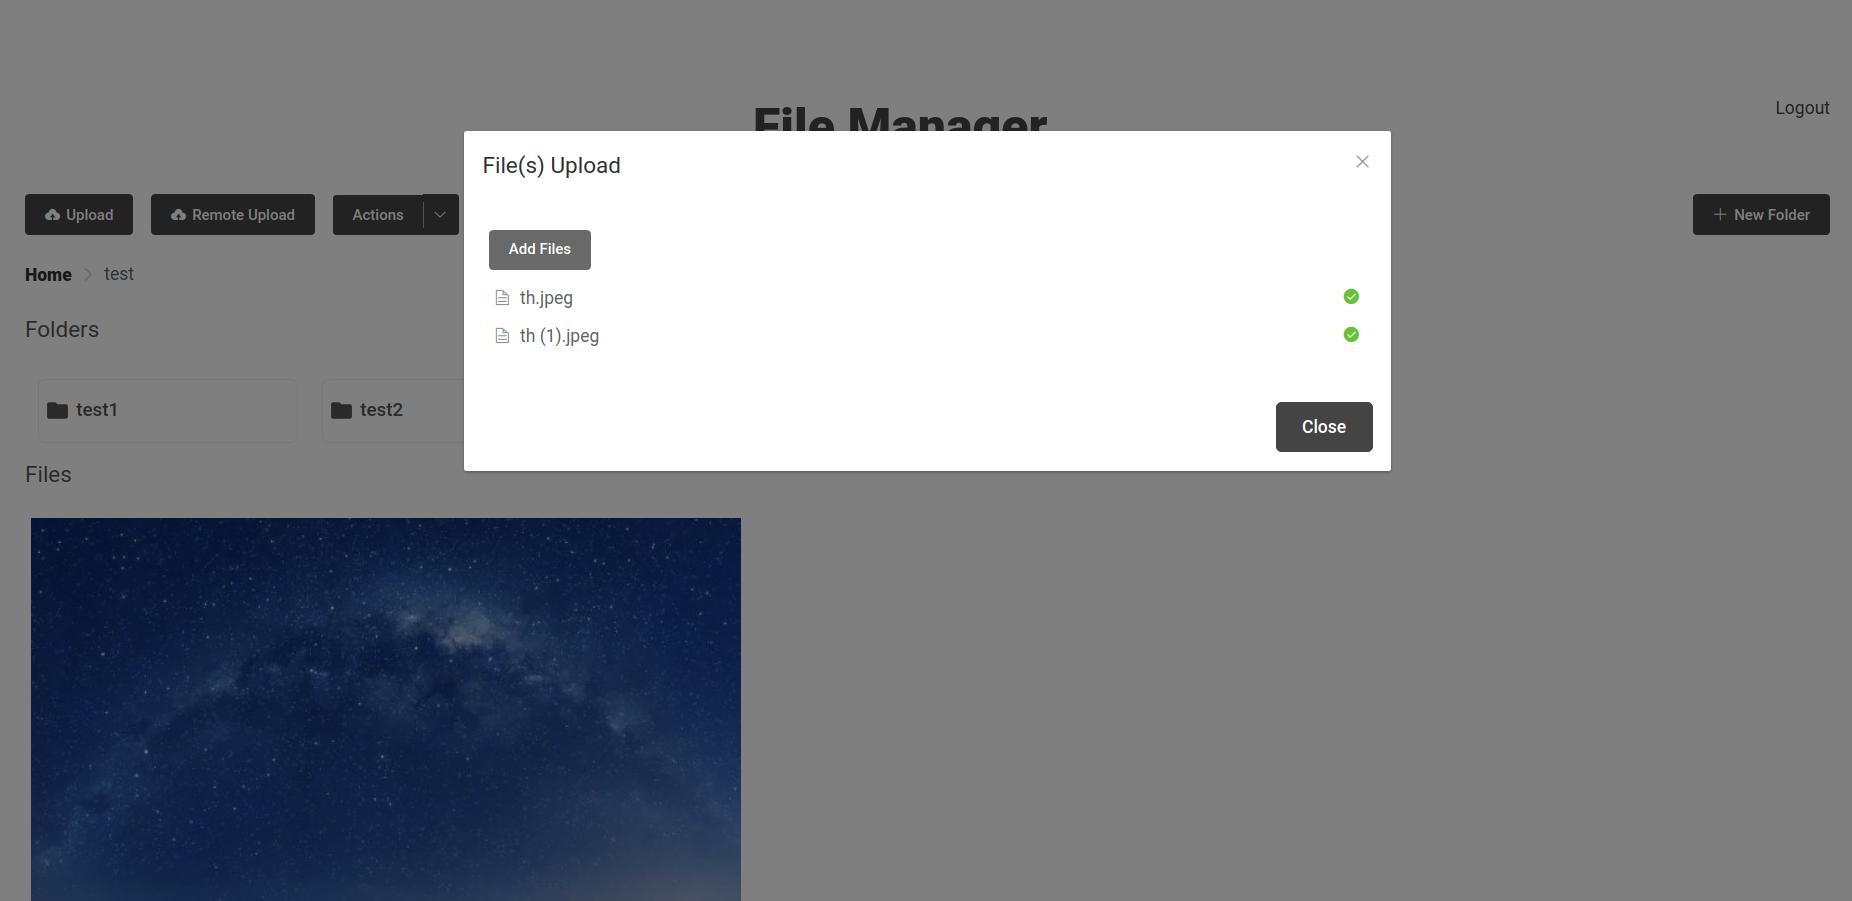 File Manager
Logout
File(s) Upload
Upload
Remote Upload
Actions
New Folder
Add Files
Home
test
th.jpeg
th (1).jpeg
Folders
test1
test2
Close
Files